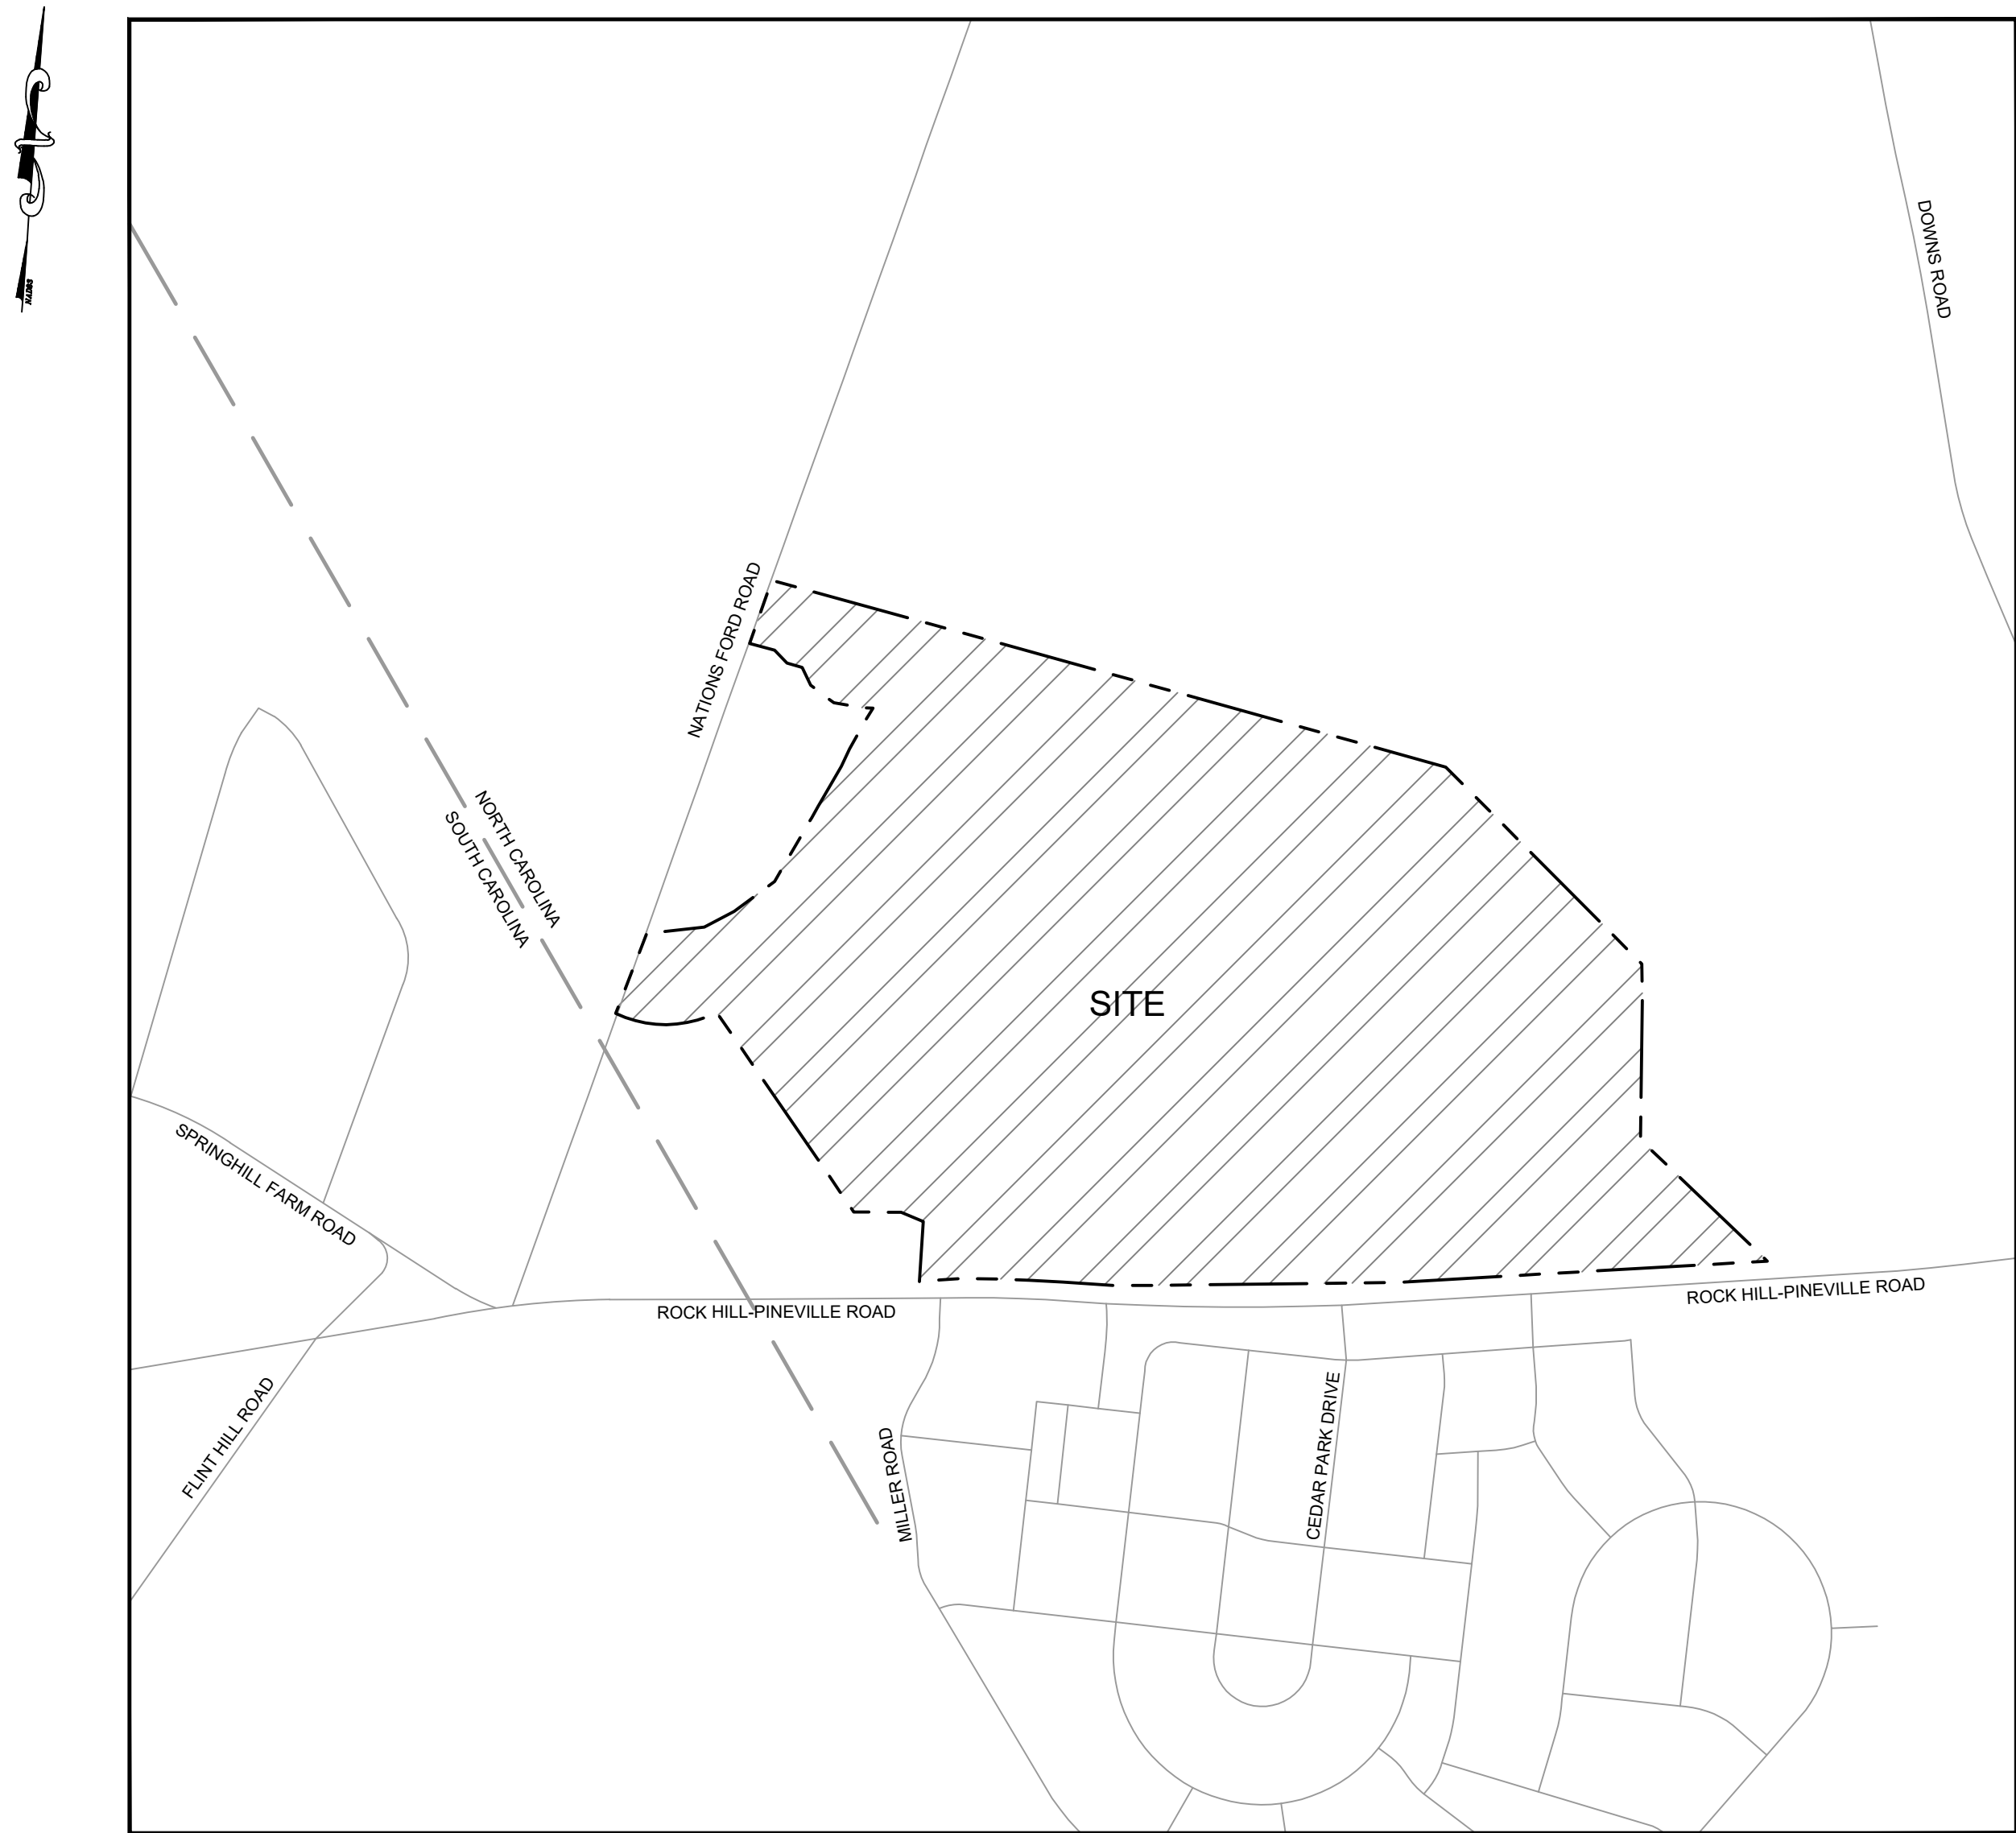 NAD83
DOWNS ROAD
NATIONS FORD ROAD
NORTH CAROLINA
SOUTH CAROLINA
SITE
SPRINGHILL FARM ROAD
ROCK HILL-PINEVILLE ROAD
ROCK HILL-PINEVILLE ROAD
FLINT HILL ROAD
MILLER ROAD
CEDAR PARK DRIVE